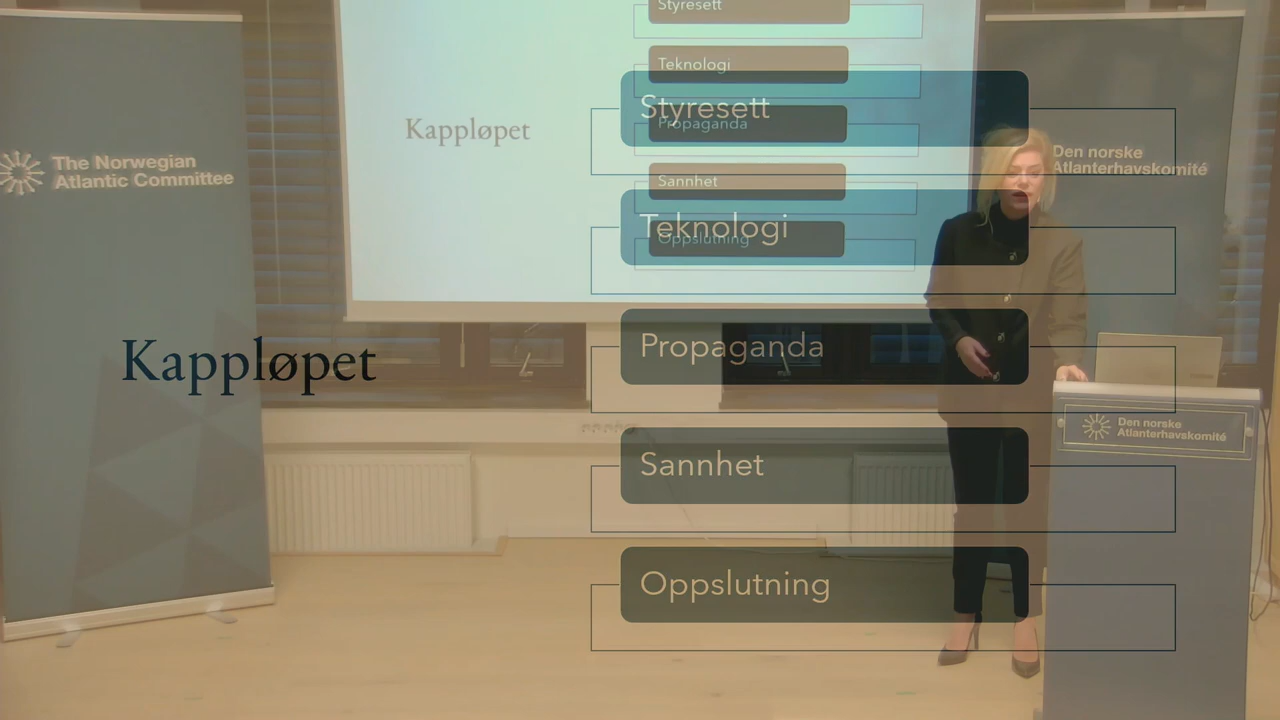 The Norwegian
Atlantic Committee
Kappløpet
Styresett
Teknologi
Propaganda
Sannhet
Oppslutning
Den norske
Atlanterhavskomité
Kappløpet
Styresett
Teknologi
Propaganda
Sannhet
Oppslutning
Den norske
Atlanterhavskomité